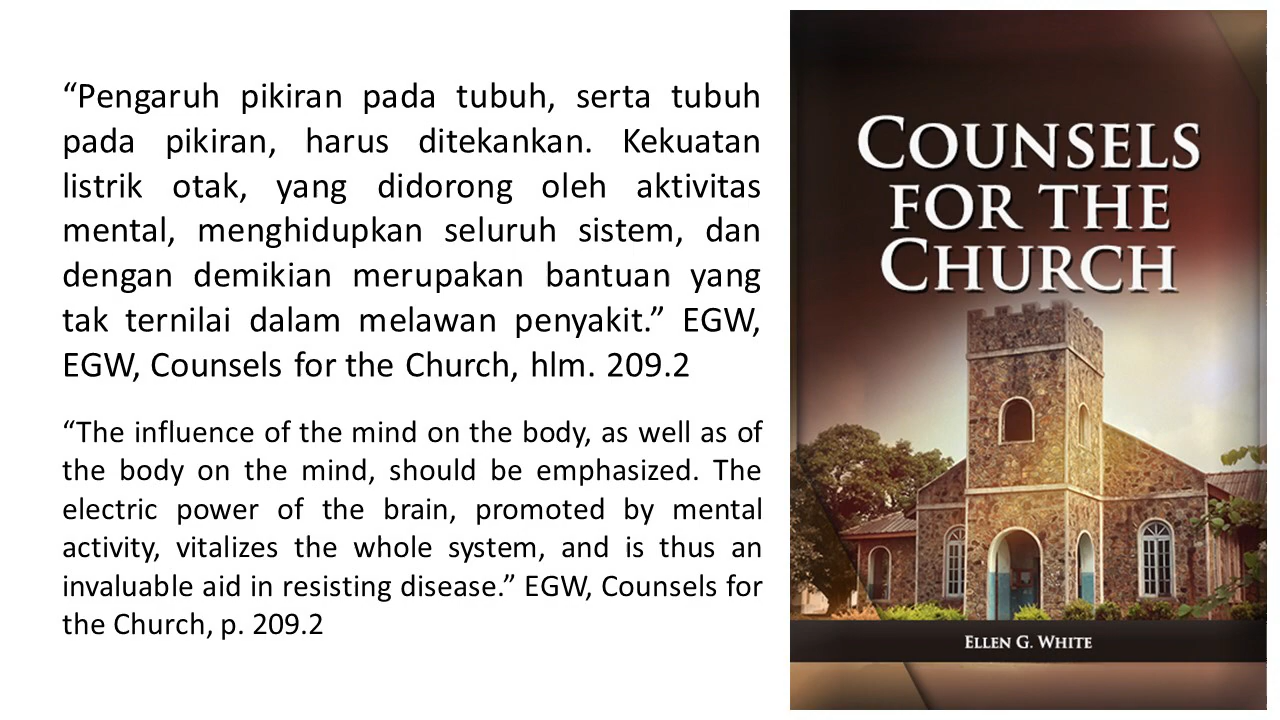 “Pengaruh pikiran pada tubuh, serta tubuh
pada pikiran, harus ditekankan. Kekuatan
listrik otak, yang didorong oleh aktivitas
mental, menghidupkan seluruh sistem, dan
dengan demikian merupakan bantuan yang
tak ternilai dalam melawan penyakit.” EGW,
EGW, Counsels for the Church, hlm. 209.2
“The influence of the mind on the body, as well as of
the body on the mind, should be emphasized. The
electric power of the brain, promoted by mental
activity, vitalizes the whole system, and is thus an
invaluable aid in resisting disease.” EGW, Counsels for
the Church, p. 209.2
COUNSELS
FOR THE
CHURCH
ELLEN G. WHITE